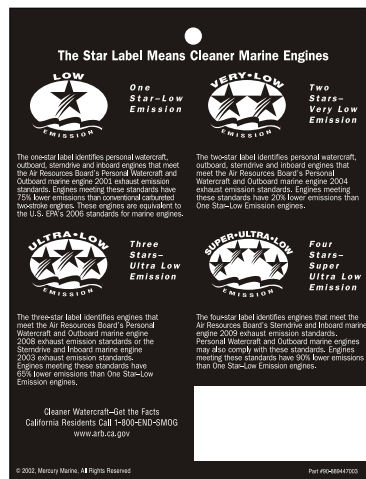 The Star Label Means Cleaner Marine Engines
LOW
EMISSION
One
Star–Low
Emission
The one-star label identifies personal watercraft,
outboard, sterndrive and inboard engines that meet
the Air Resources Board's Personal Watercraft and
Outboard marine engine 2001 exhaust emission
standards. Engines meeting these standards have
75% lower emissions than conventional carbureted
two-stroke engines. These engines are equivalent to
the U.S. EPA's 2006 standards for marine engines.
VERY•LOW
EMISSION
Two
Stars–
Very Low
Emission
The two-star label identifies personal watercraft,
outboard, sterndrive and inboard engines that
meet the Air Resources Board's Personal
Watercraft and Outboard marine engine 2004
exhaust emission standards. Engines meeting
these standards have 20% lower emissions than
One Star–Low Emission engines.
ULTRA•LOW
EMISSION
Three
Stars–
Ultra Low
Emission
The three-star label identifies engines that
meet the Air Resources Board's Personal
Watercraft and Outboard marine engine
2008 exhaust emission standards or the
Sterndrive and Inboard marine engine
2003 exhaust emission standards.
Engines meeting these standards have
65% lower emissions than One Star–Low
Emission engines.
SUPER•ULTRA•LOW
EMISSION
Four
Stars–
Super
Ultra Low
Emission
The four-star label identifies engines that meet the
Air Resources Board's Sterndrive and Inboard marine
engine 2009 exhaust emission standards.
Personal Watercraft and Outboard marine engines
may also comply with these standards. Engines
meeting these standards have 90% lower emissions
than One Star–Low Emission engines.
Cleaner Watercraft–Get the Facts
California Residents Call 1-800-END-SMOG
www.arb.ca.gov
© 2002, Mercury Marine, All Rights Reserved
Part #90-889447003